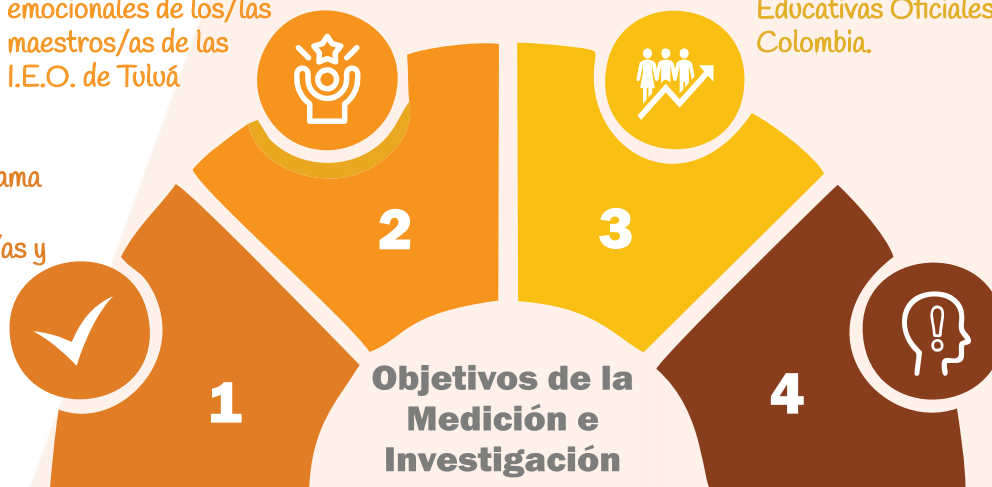 emocionales de los/las
maestros/as de las
I.E.O. de Tuluá
Educativas Oficiales
Colombia.
as y
2
3
1
4
Objetivos de la
Medición e
Investigación